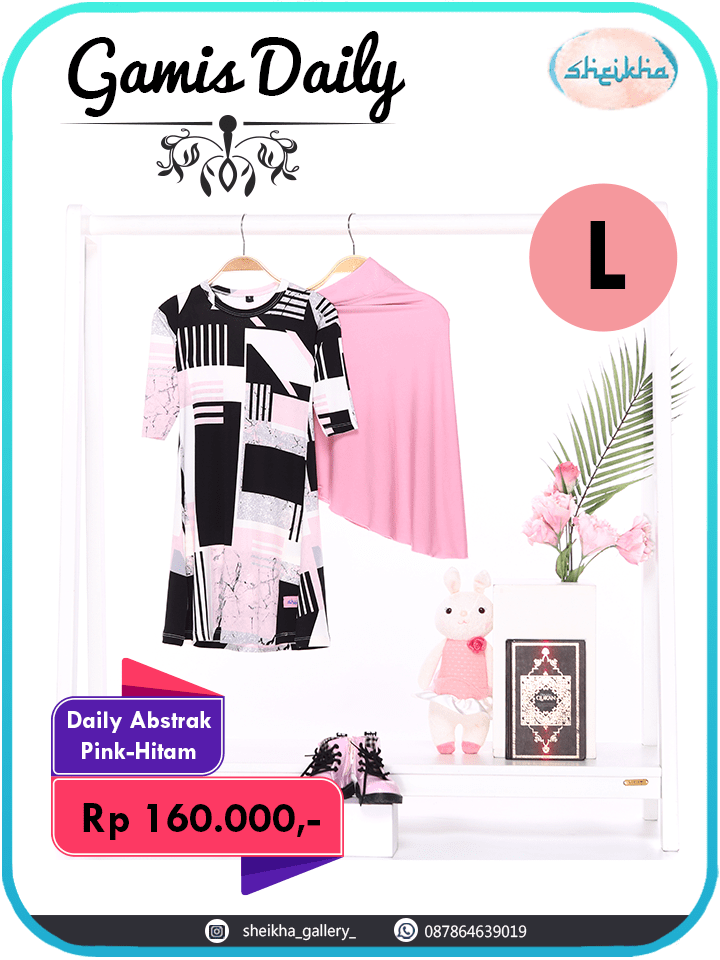 Gamis Daily
sheikha
L
Daily Abstrak
Pink-Hitam
Rp 160.000,-
sheikha_gallery_
087864639019